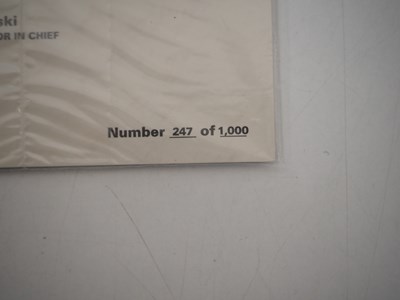 ski
OR IN CHIEF
Number 247 of 1,000